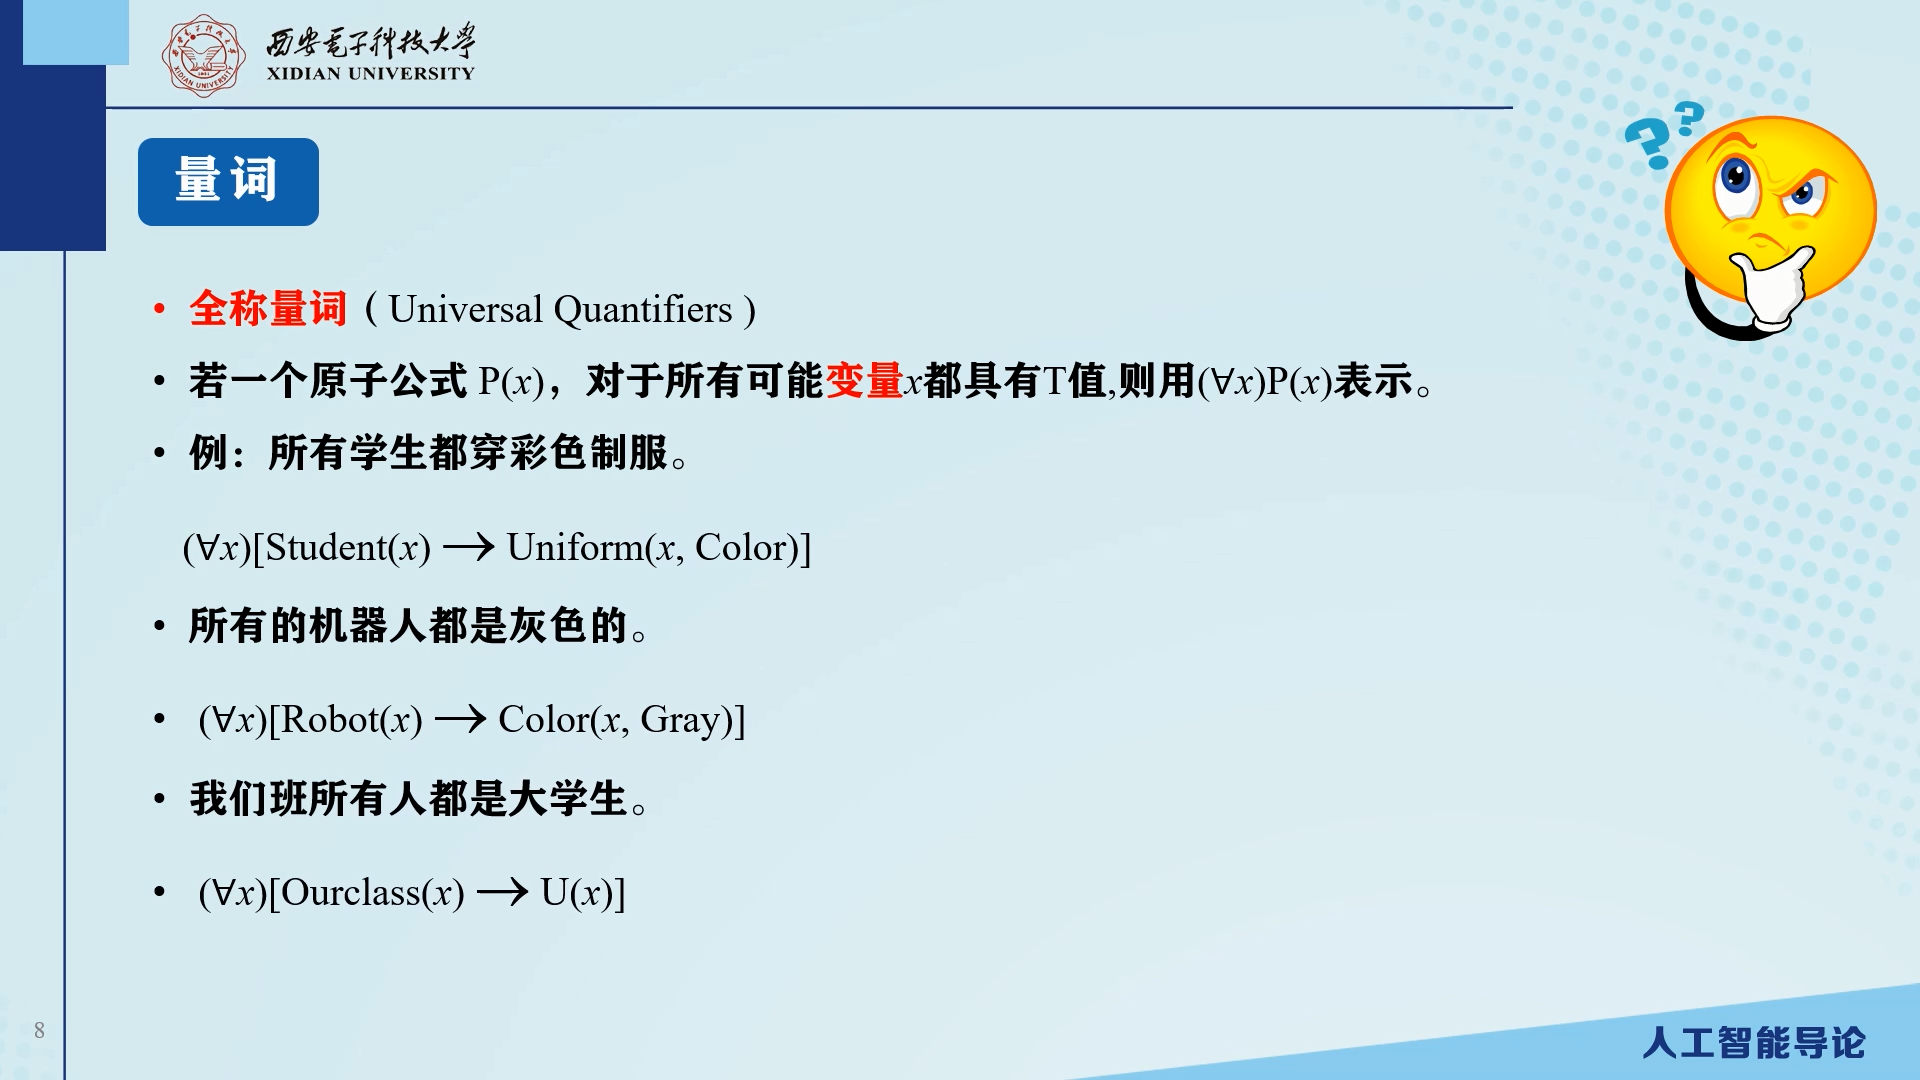 西安电子科技大学
XIDIAN UNIVERSITY
量词
• 全称量词（Universal Quantifiers )
• 若一个原子公式 P(x)，对于所有可能变量x都具有T值,则用(∀x)P(x)表示。
• 例：所有学生都穿彩色制服。
(∀x)[Student(x) → Uniform(x, Color)]
• 所有的机器人都是灰色的。
• (∀x)[Robot(x) → Color(x, Gray)]
• 我们班所有人都是大学生。
• (∀x)[Ourclass(x) → U(x)]
8
人工智能导论